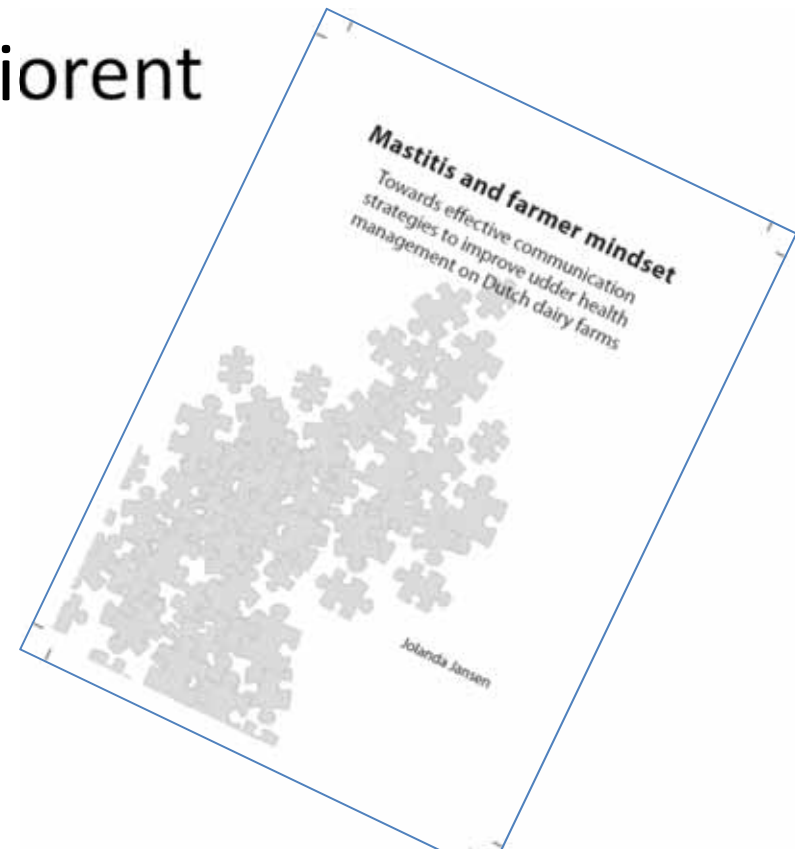 iorent
Mastitis and farmer mindset
Towards effective communication
strategies to improve udder health
management on Dutch dairy farms
Jolanda Jansen